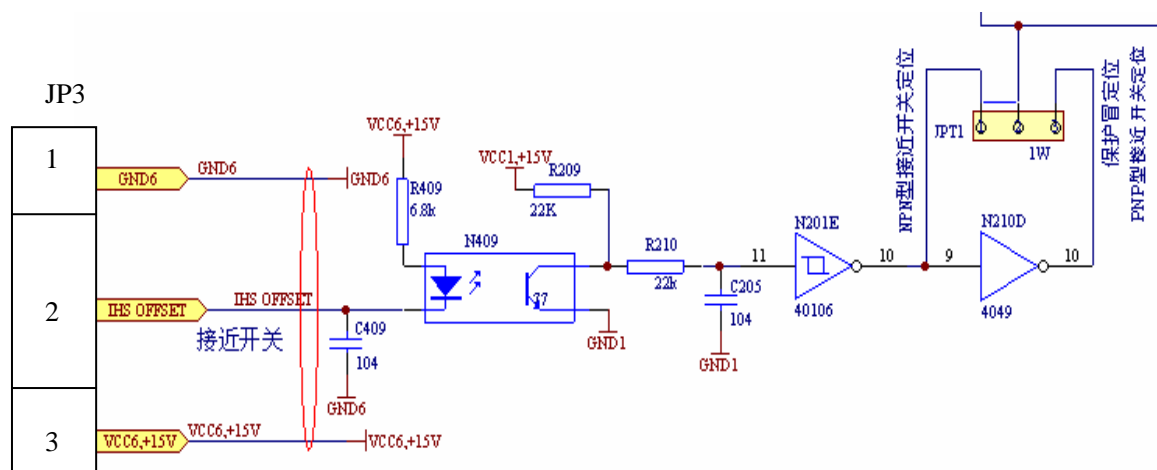 JP3
1
GND6
GND6
GND6
2
IHS OFFSET
IHS OFFSET
接近开关
3
VCC6,+15V
VCC6,+15V
VCC6,+15V
VCC6,+15V
R409
6.8k
C409
104
GND6
N409
VCC1,+15V
R209
22K
GND1
R210
22k
C205
104
GND1
11
N201E
40106
10
9
N210D
4049
10
NPN型接近开关定位
JPT1
1
2
3
1W
保护冒定位
PNP型接近开关定位